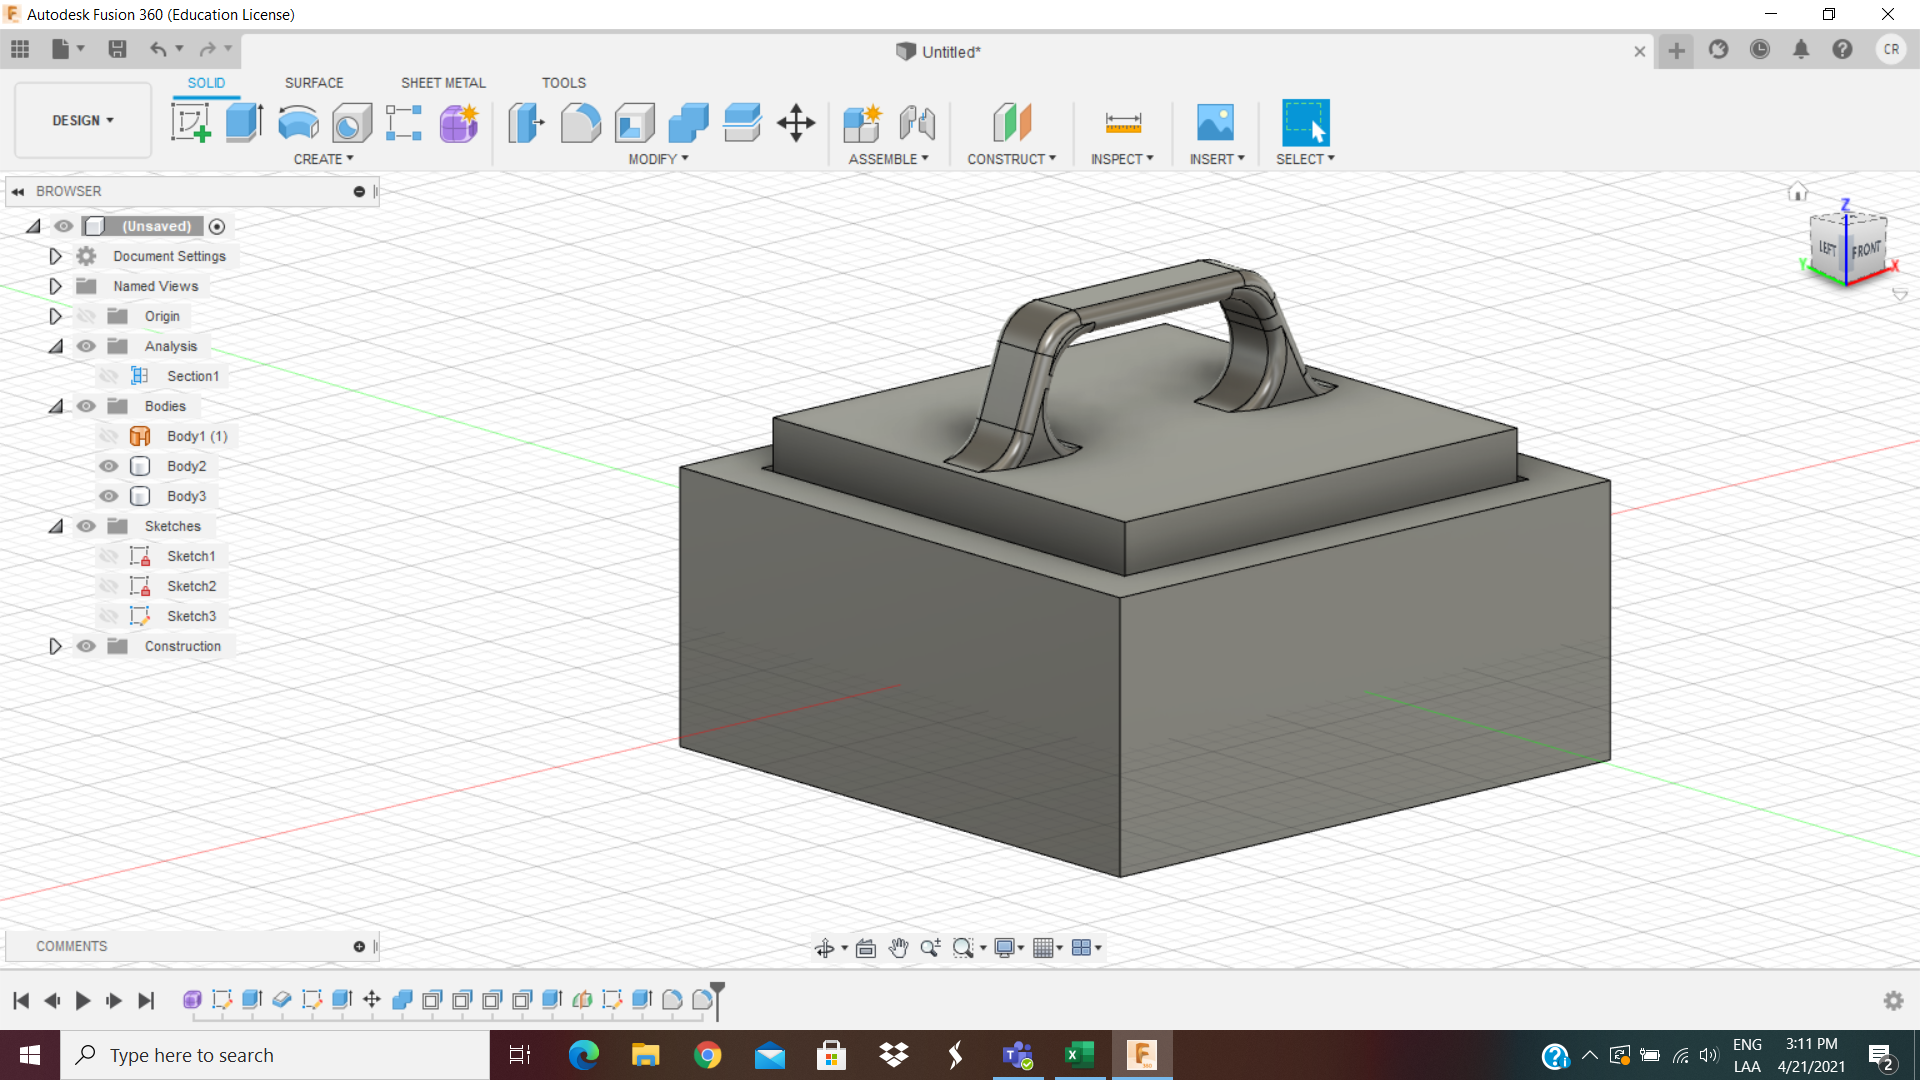 Autodesk Fusion 360 (Education License)
Untitled*
CR
SOLID SURFACE SHEET METAL TOOLS
DESIGN
CREATE MODIFY ASSEMBLE CONSTRUCT INSPECT INSERT SELECT
BROWSER
(Unsaved)
Document Settings
Named Views
Origin
Analysis
Section1
Bodies
Body1 (1)
Body2
Body3
Sketches
Sketch1
Sketch2
Sketch3
Construction
Z
LEFT FRONT
Y X
COMMENTS
Type here to search
ENG
LAA
3:11 PM
4/21/2021
2